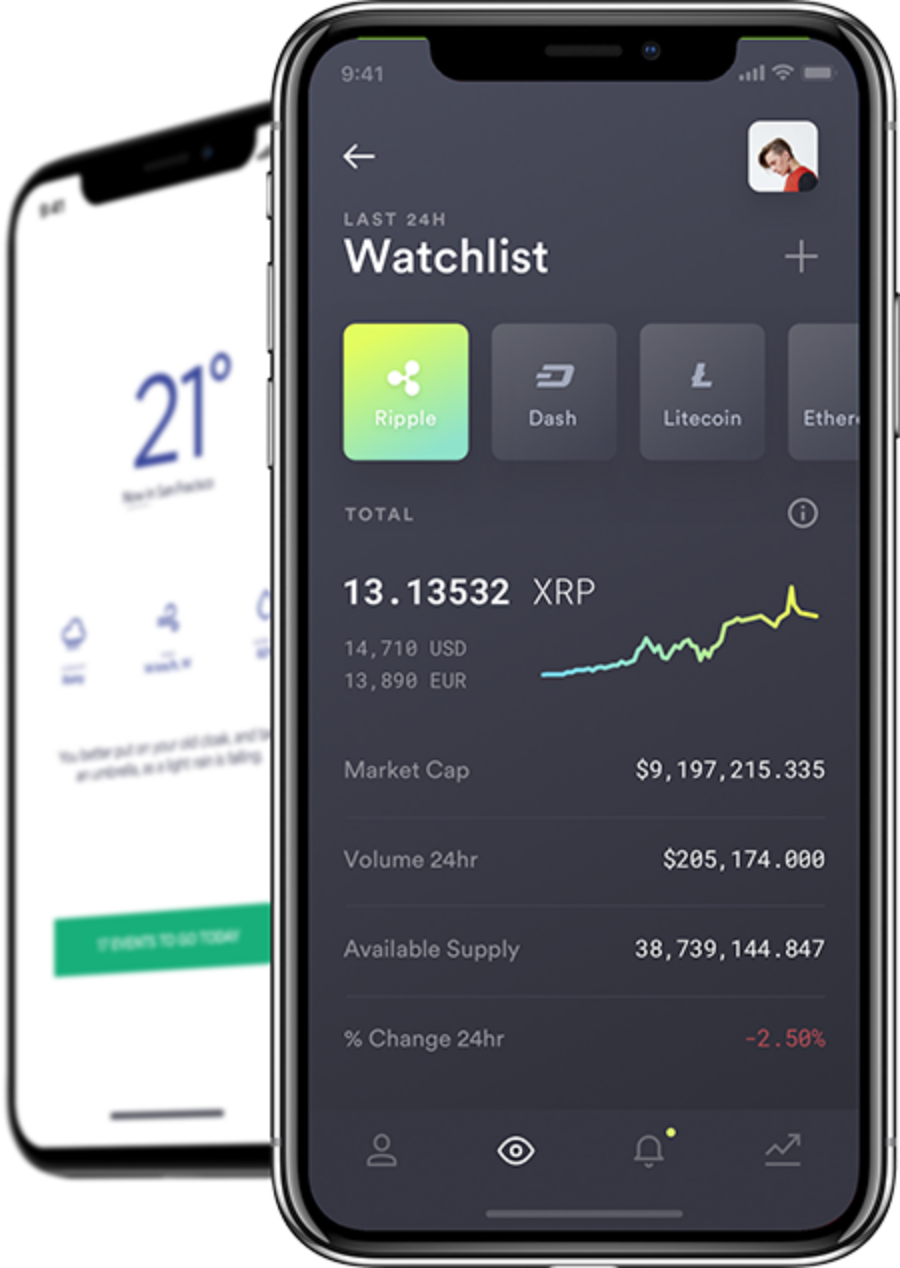 9:41
LAST 24H
Watchlist
Ripple
Dash
Litecoin
TOTAL
13.13532 XRP
14,710 USD
13,890 EUR
Market Cap
$9,197,215.335
Volume 24hr
$205,174.000
Available Supply
38,739,144.847
% Change 24hr
-2.50%
9:41
21°
Now in San Francisco
You better put on your old cloak, and
an umbrella, as a light rain is falling.
17 EVENTS TO GO TODAY